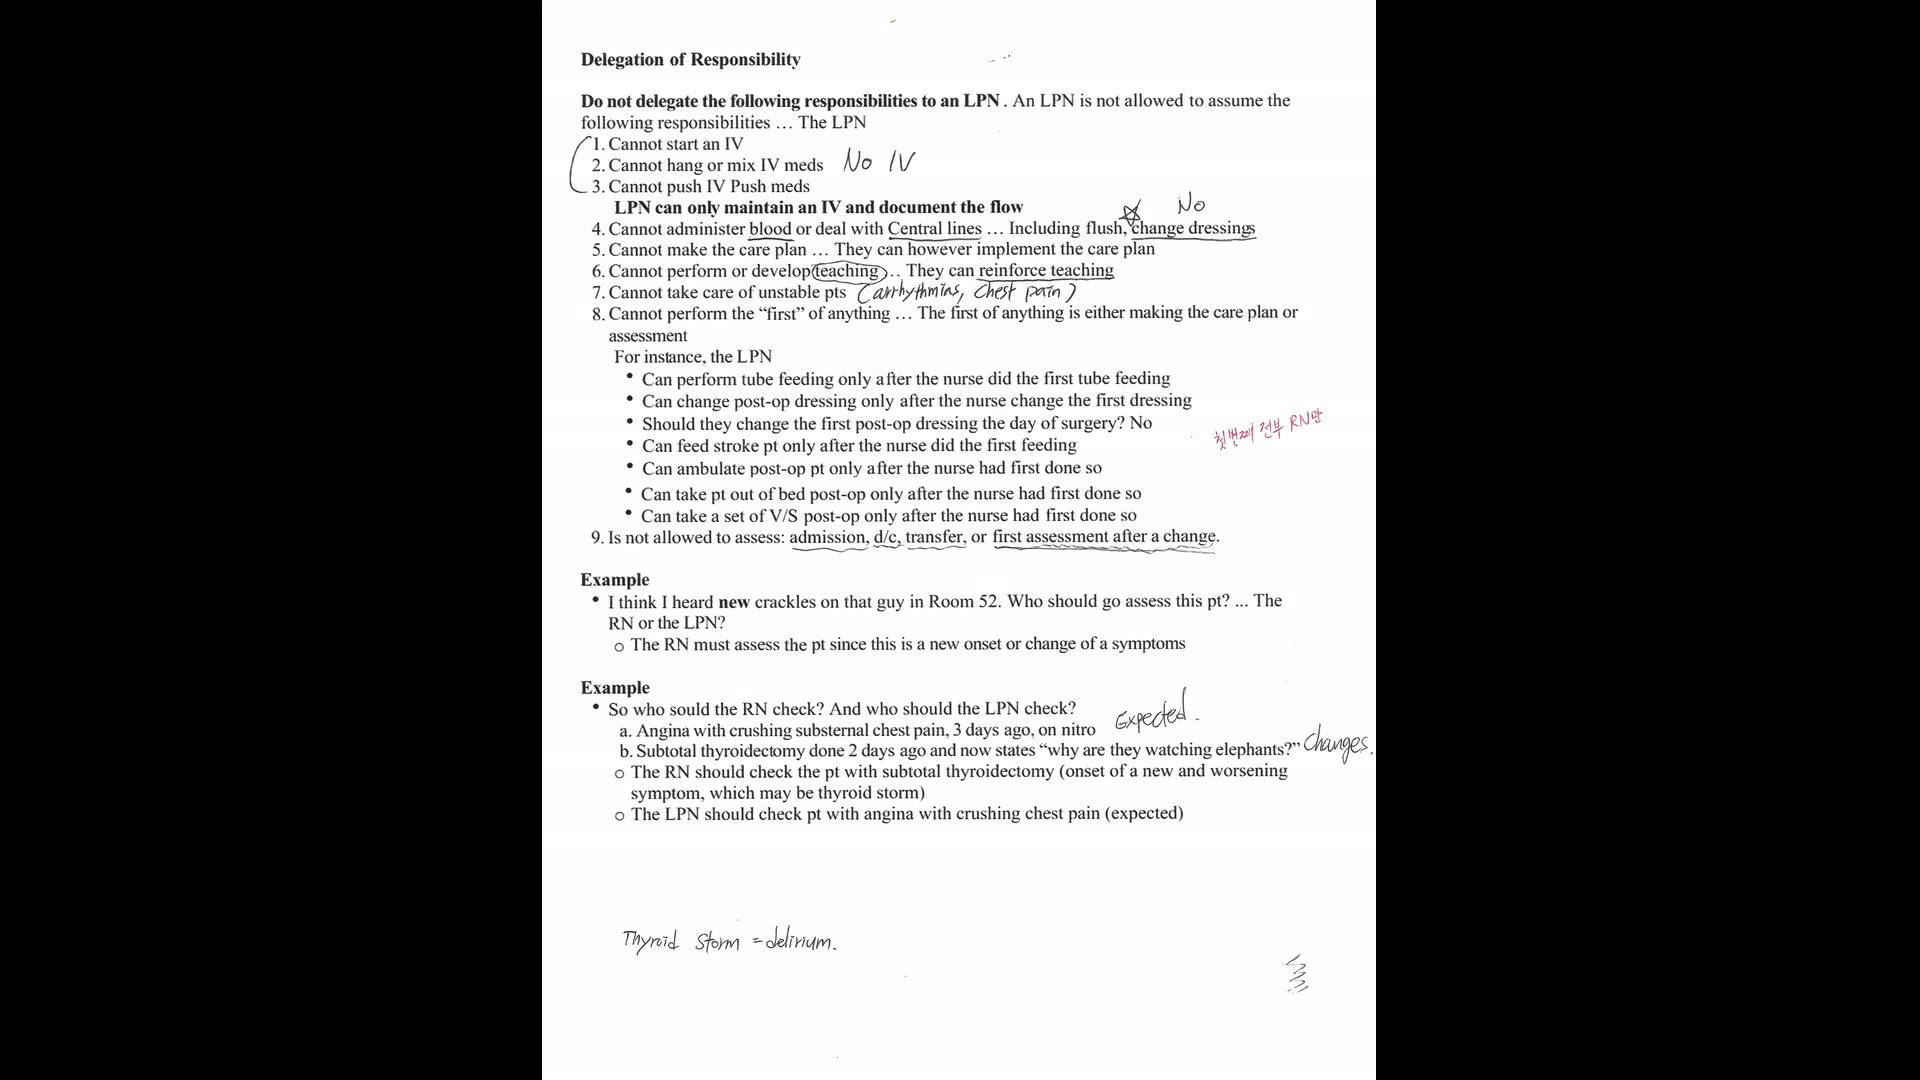 Delegation of Responsibility
Do not delegate the following responsibilities to an LPN . An LPN is not allowed to assume the
following responsibilities … The LPN
1. Cannot start an IV
2. Cannot hang or mix IV meds No IV
3. Cannot push IV Push meds
LPN can only maintain an IV and document the flow No
4. Cannot administer blood or deal with Central lines … Including flush, change dressings
5. Cannot make the care plan … They can however implement the care plan
6. Cannot perform or develop teaching .. They can reinforce teaching
7. Cannot take care of unstable pts (arrhythmias, chest pain)
8. Cannot perform the “first” of anything … The first of anything is either making the care plan or
assessment
For instance, the LPN
• Can perform tube feeding only after the nurse did the first tube feeding
• Can change post-op dressing only after the nurse change the first dressing
• Should they change the first post-op dressing the day of surgery? No
첫번째 전부 RN만
• Can feed stroke pt only after the nurse did the first feeding
• Can ambulate post-op pt only after the nurse had first done so
• Can take pt out of bed post-op only after the nurse had first done so
• Can take a set of V/S post-op only after the nurse had first done so
9. Is not allowed to assess: admission, d/c, transfer, or first assessment after a change.
Example
• I think I heard new crackles on that guy in Room 52. Who should go assess this pt? ... The
RN or the LPN?
o The RN must assess the pt since this is a new onset or change of a symptoms
Example
• So who sould the RN check? And who should the LPN check?
a. Angina with crushing substernal chest pain, 3 days ago, on nitro Expected.
b. Subtotal thyroidectomy done 2 days ago and now states “why are they watching elephants?” Changes.
o The RN should check the pt with subtotal thyroidectomy (onset of a new and worsening
symptom, which may be thyroid storm)
o The LPN should check pt with angina with crushing chest pain (expected)
Thyroid Storm = delirium.